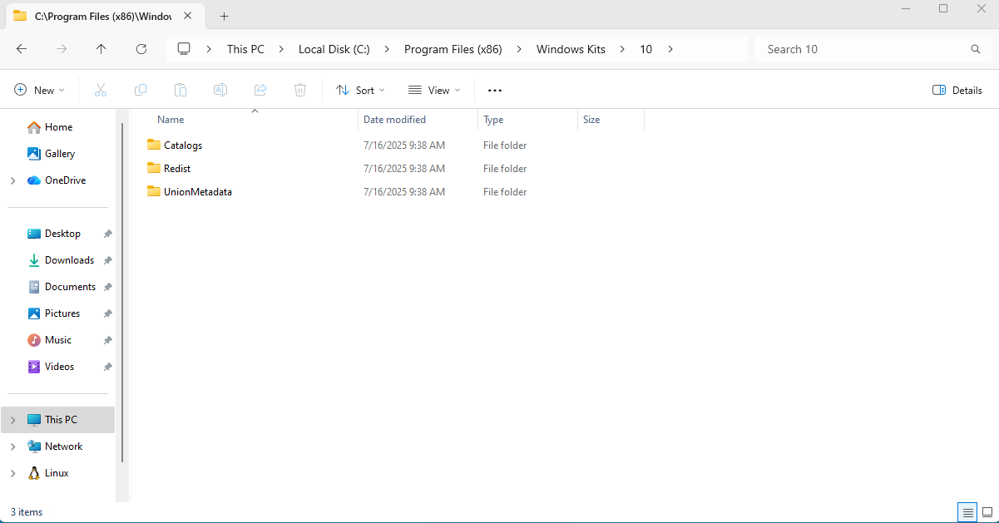 C:\Program Files (x86)\Window
This PC > Local Disk (C:) > Program Files (x86) > Windows Kits > 10 >
Search 10
New
Sort
View
Details
Name Date modified Type Size
Catalogs 7/16/2025 9:38 AM File folder
Redist 7/16/2025 9:38 AM File folder
UnionMetadata 7/16/2025 9:38 AM File folder
Home
Gallery
OneDrive
Desktop
Downloads
Documents
Pictures
Music
Videos
This PC
Network
Linux
3 items